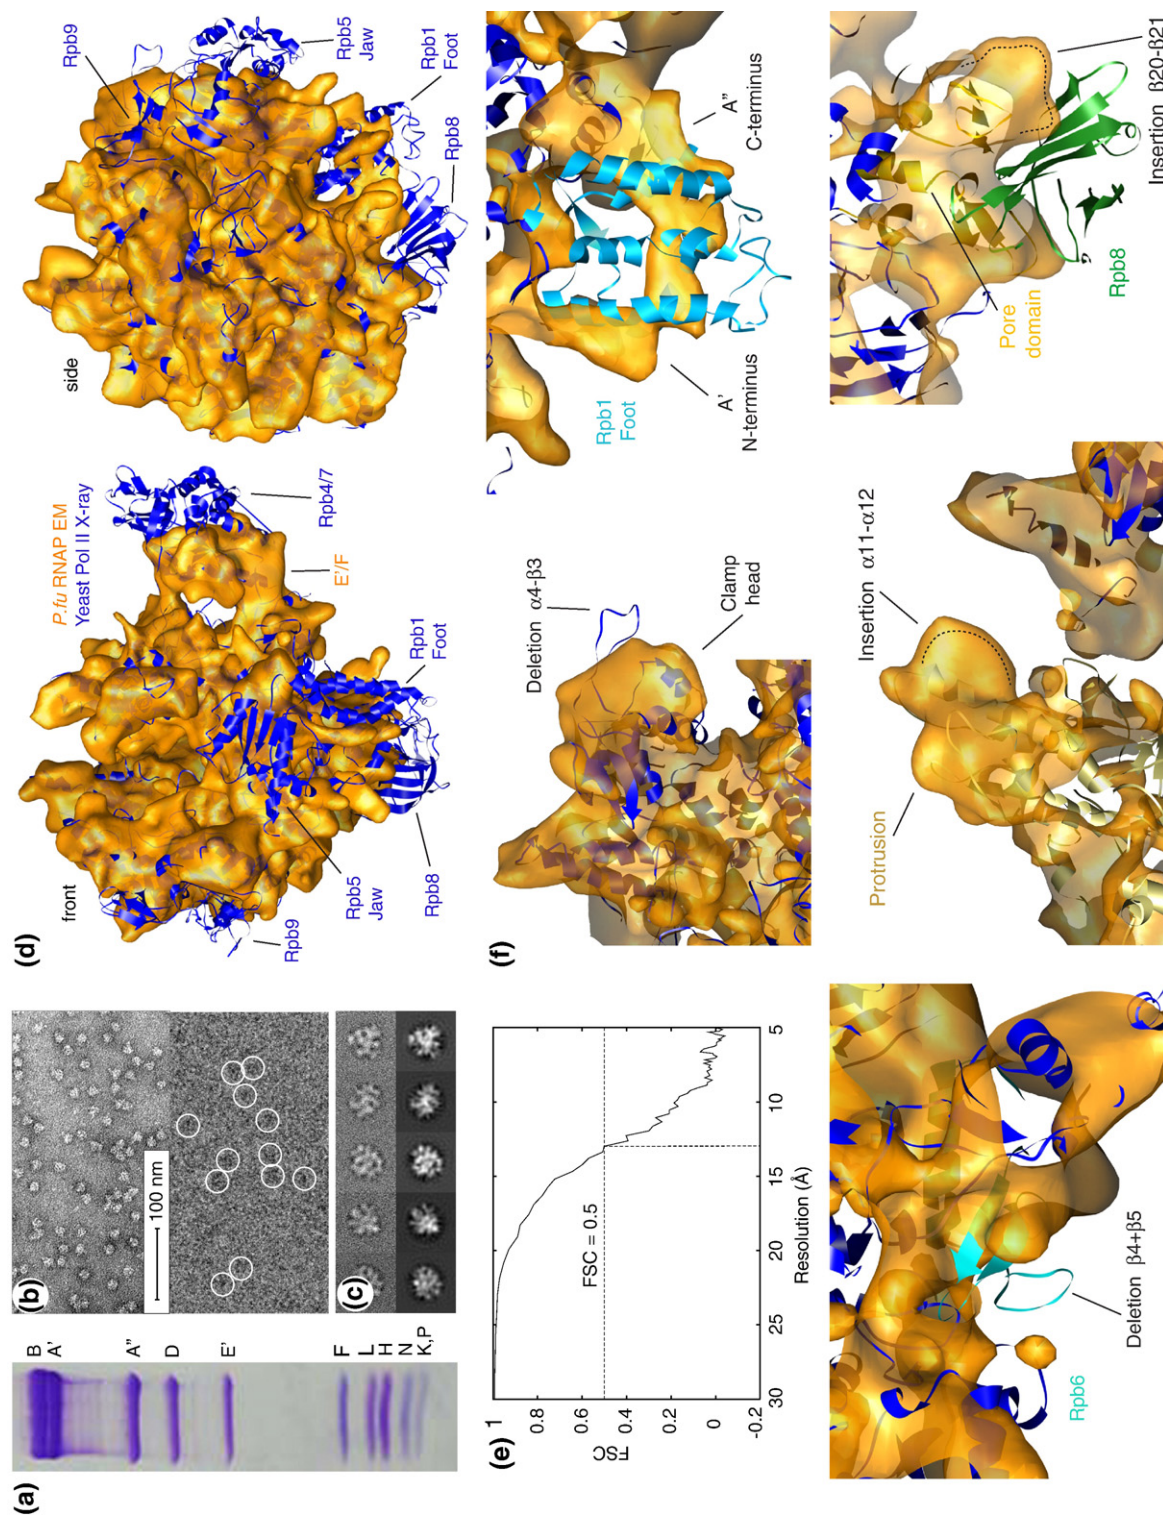 (a)
B
A'
A"
D
E'
F
L
H
N
K,P
(b)
100 nm
(c)
(d)
front
side
P.fu RNAP EM
Yeast Pol II X-ray
Rpb9
Rpb5
Jaw
Rpb8
Rpb1
Foot
E'/F
Rpb4/7
Rpb9
Rpb5
Jaw
Rpb1
Foot
Rpb8
(e)
FSC
1
0.8
0.6
0.4
0.2
0
-0.2
FSC = 0.5
30
25
20
15
10
5
Resolution (Å)
(f)
Deletion α4-β3
Clamp
head
Rpb1
Foot
A'
N-terminus
A"
C-terminus
Rpb6
Deletion β4+β5
Protrusion
Insertion α11-α12
Pore
domain
Rpb8
Insertion β20-β21